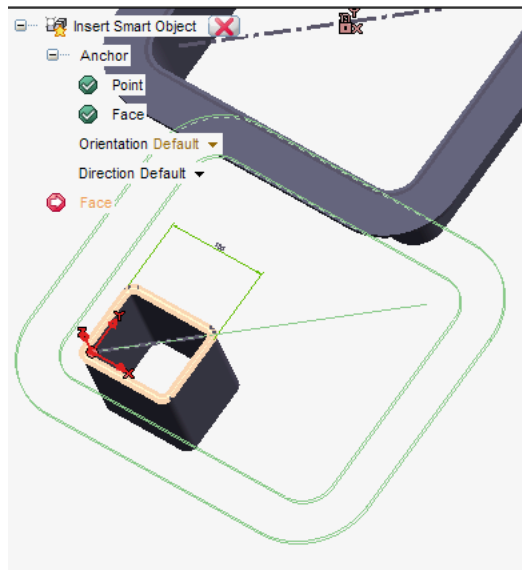 Insert Smart Object
Anchor
Point
Face
Orientation Default
Direction Default
Face
Z
Y
X
Y
X